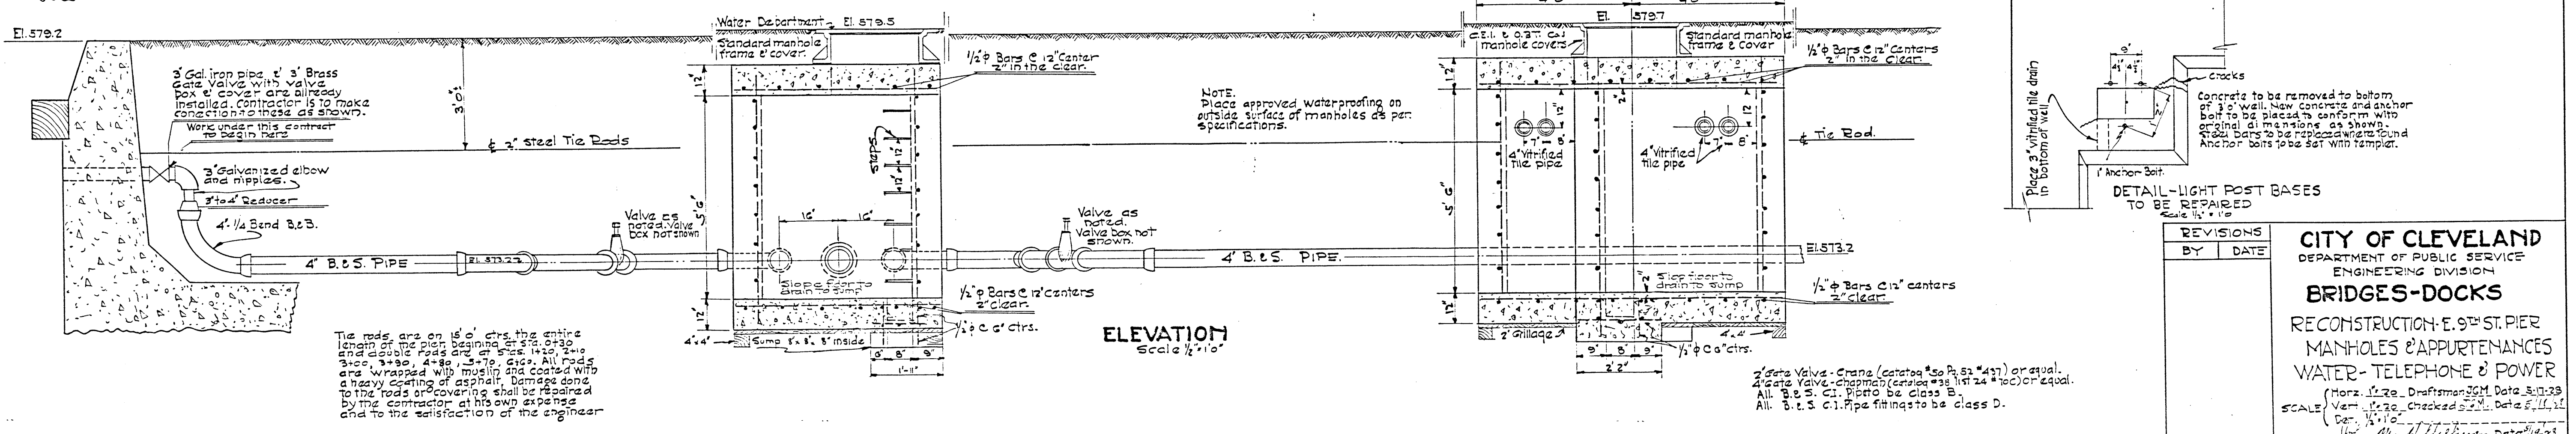 El. 579.2
3" Gal. iron pipe, & 3" Brass
Gate Valve with valve
box & cover are allready
installed. Contractor is to make
conection to these as shown.
Work under this contract
to begin here
3" Galvanized elbow
and nipples.
3" to 4" Reducer
4"-1/4 Bend B.&S.
4" B. & S. PIPE
El. 573.2
3'0"±
℄ 2" Steel Tie Rods
Valve as
noted. Valve
box not shown
Tie rods are on 15'0" ctrs. the entire
length of the pier, begining at Sta. 0+30
and double rods are at Stas. 1+20, 2+10
3+00, 3+90, 4+80, 5+70, 6+60. All rods
are wrapped with muslin and coated with
a heavy coating of asphalt. Damage done
to the rods or covering shall be repaired
by the contractor at his own expense
and to the satisfaction of the engineer
Water Department
El. 579.5
Standard manhole
frame & cover.
1/2" φ Bars @ 12" Center
2" in the clear.
12"
5'6"
12"
Steps
12"
12"
16"
16"
Slope floor to
drain to sump
1/2" φ Bars @ 12" centers
2" clear.
1/2" φ @ 6" ctrs.
4"x4"
Sump 8"x8"x8" inside
6"
8"
9"
1'-11"
Valve as
noted.
Valve box not
shown.
4" B. & S. PIPE.
NOTE.
Place approved waterproofing on
outside surface of manholes as per
specifications.
ELEVATION
Scale 1/2"=1'0"
El. 579.7
C.E.I. &
manhole covers
Standard manhole
frame & Cover
1/2" φ Bars @ 12" Centers
2" in the clear.
12"
5'6"
12"
12"
2"
12"
7"
8"
7"
8"
4" Vitrified
tile pipe
4" Vitrified
tile pipe
℄ Tie Rod.
El. 573.2
2"
Slop floor to
drain to sump
1/2" φ Bars @ 12" centers
2" clear.
2" Grillage
4"x4"
1/2" φ @ 6" ctrs.
9"
8"
9"
2'2"
2" Gate Valve - Crane (catalog #50 Pg. 52 #437) or equal.
4" Gate Valve - Chapman (catalog #38 list 24 #70C) or equal.
All B. & S. C.I. Pipe to be class B.
All B. & S. C.I. Pipe fittings to be class D.
Place 3" vitrified tile drain
in bottom of well
9"
4½" 4½"
cracks
Concrete to be removed to bottom
of 3'0" well. New concrete and anchor
bolt to be placed to conform with
original dimensions as shown.
Steel bars to be replaced where found
Anchor bolts to be set with templet.
1" Anchor Bolt.
DETAIL-LIGHT POST BASES
TO BE REPAIRED
Scale 1/2" = 1'0"
REVISIONS
BY DATE
CITY OF CLEVELAND
DEPARTMENT OF PUBLIC SERVICE
ENGINEERING DIVISION
BRIDGES-DOCKS
RECONSTRUCTION-E. 9TH ST. PIER
MANHOLES & APPURTENANCES
WATER-TELEPHONE & POWER
SCALE
Horz. 1"=20 Draftsman JGM Date 5-17-28
Vert. 1"=20 Checked J.G.M. Date
Det. 1/2"=1'0"